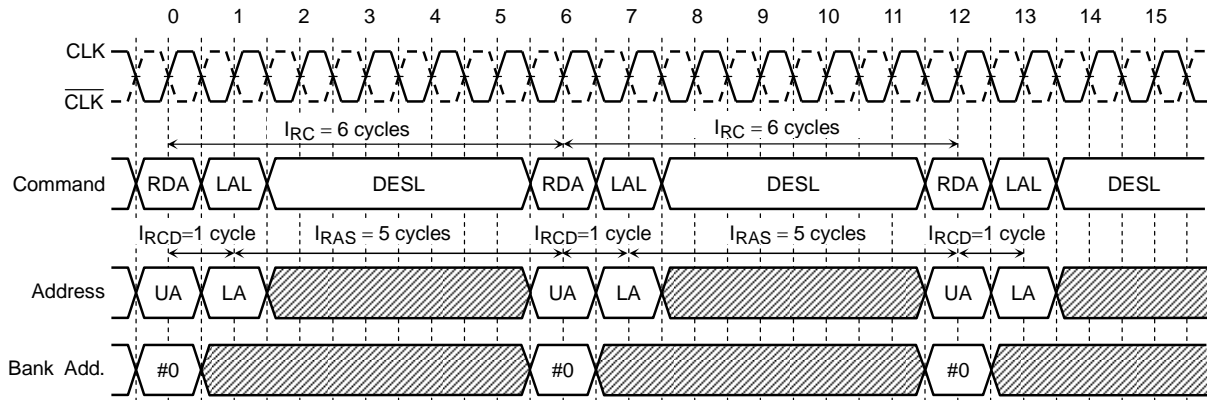 0 1 2 3 4 5 6 7 8 9 10 11 12 13 14 15
CLK
CLK
IRC = 6 cycles IRC = 6 cycles
Command RDA LAL DESL RDA LAL DESL RDA LAL DESL
IRCD=1 cycle IRAS = 5 cycles IRCD=1 cycle IRAS = 5 cycles IRCD=1 cycle
Address UA LA UA LA UA LA
Bank Add. #0 #0 #0